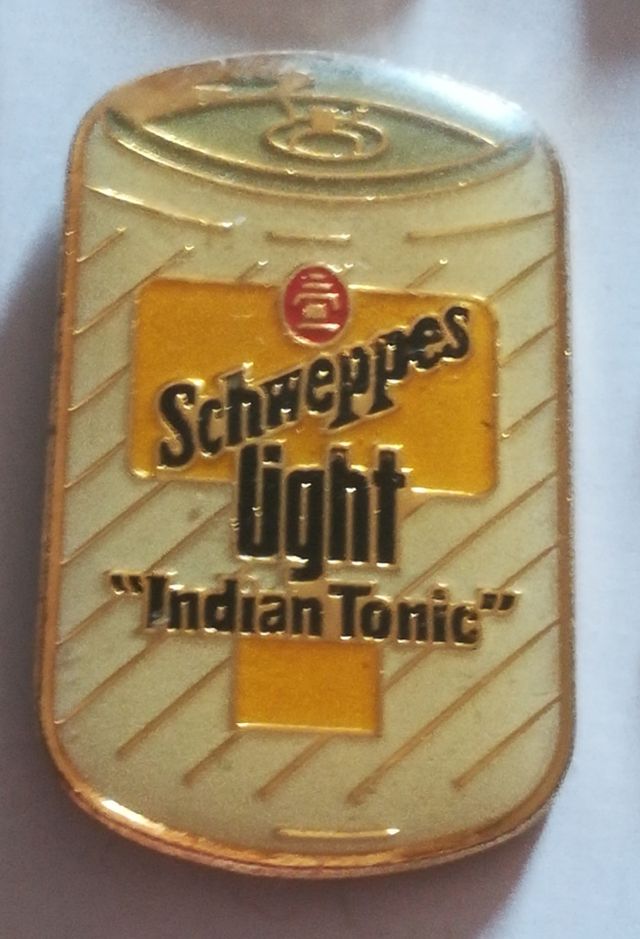 Schweppes
light
"Indian Tonic"